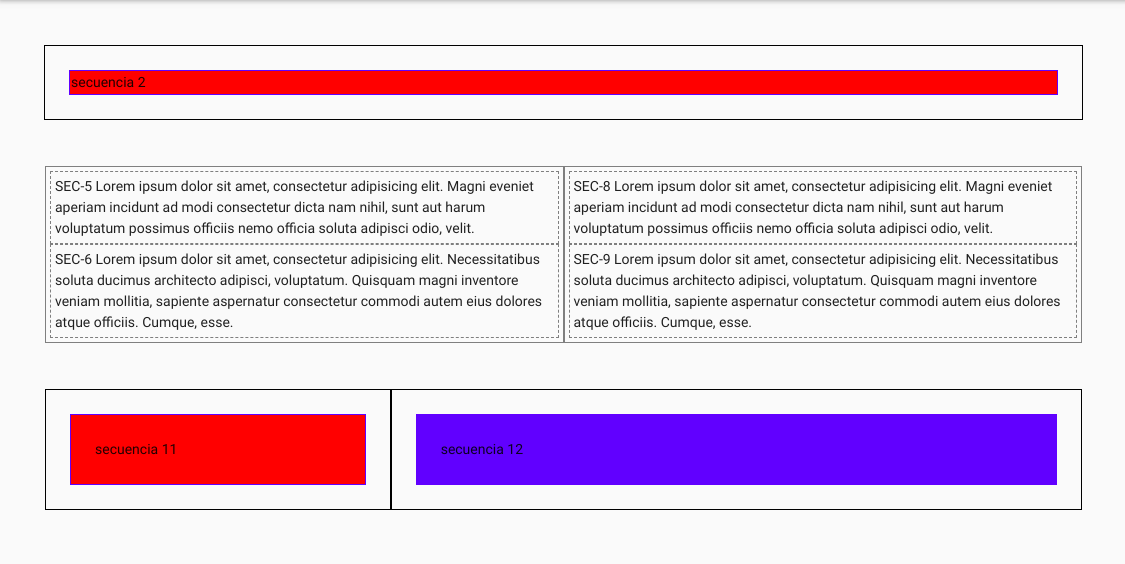 secuencia 2
SEC-5 Lorem ipsum dolor sit amet, consectetur adipisicing elit. Magni eveniet
aperiam incidunt ad modi consectetur dicta nam nihil, sunt aut harum
voluptatum possimus officiis nemo officia soluta adipisci odio, velit.
SEC-6 Lorem ipsum dolor sit amet, consectetur adipisicing elit. Necessitatibus
soluta ducimus architecto adipisci, voluptatum. Quisquam magni inventore
veniam mollitia, sapiente aspernatur consectetur commodi autem eius dolores
atque officiis. Cumque, esse.
SEC-8 Lorem ipsum dolor sit amet, consectetur adipisicing elit. Magni eveniet
aperiam incidunt ad modi consectetur dicta nam nihil, sunt aut harum
voluptatum possimus officiis nemo officia soluta adipisci odio, velit.
SEC-9 Lorem ipsum dolor sit amet, consectetur adipisicing elit. Necessitatibus
soluta ducimus architecto adipisci, voluptatum. Quisquam magni inventore
veniam mollitia, sapiente aspernatur consectetur commodi autem eius dolores
atque officiis. Cumque, esse.
secuencia 11
secuencia 12